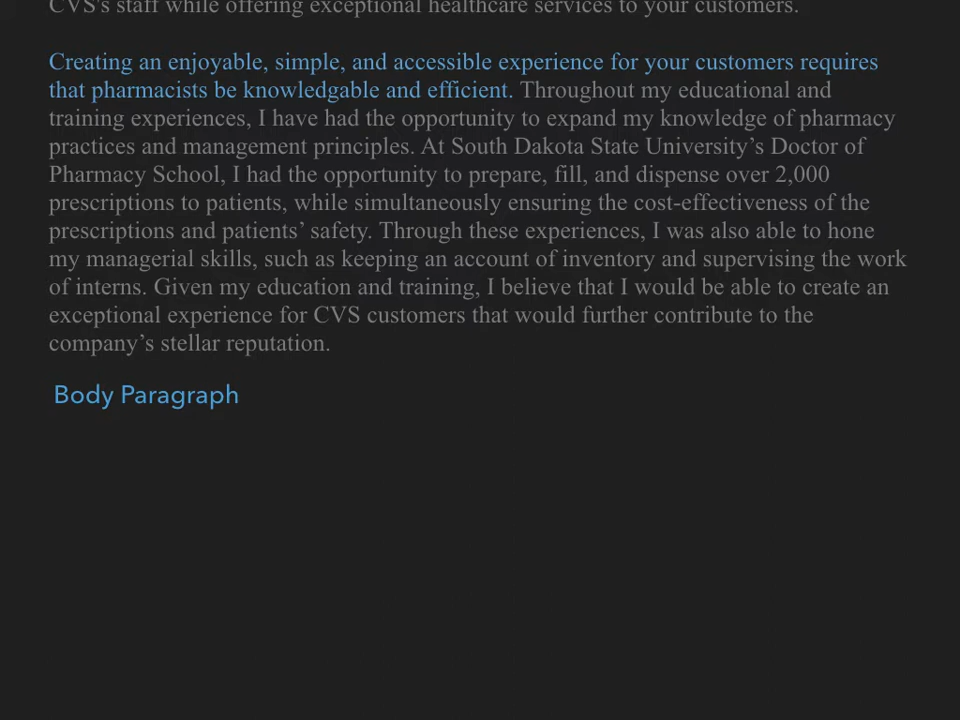 CVS's staff while offering exceptional healthcare services to your customers.
Creating an enjoyable, simple, and accessible experience for your customers requires
that pharmacists be knowledgable and efficient. Throughout my educational and
training experiences, I have had the opportunity to expand my knowledge of pharmacy
practices and management principles. At South Dakota State University’s Doctor of
Pharmacy School, I had the opportunity to prepare, fill, and dispense over 2,000
prescriptions to patients, while simultaneously ensuring the cost-effectiveness of the
prescriptions and patients’ safety. Through these experiences, I was also able to hone
my managerial skills, such as keeping an account of inventory and supervising the work
of interns. Given my education and training, I believe that I would be able to create an
exceptional experience for CVS customers that would further contribute to the
company’s stellar reputation.
Body Paragraph